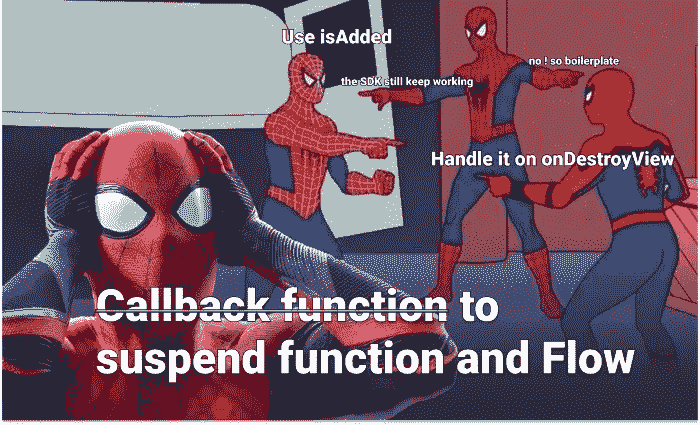 Use isAdded
the SDK still keep working
no ! so boilerplate
Handle it on onDestroyView
Callback function to
suspend function and Flow